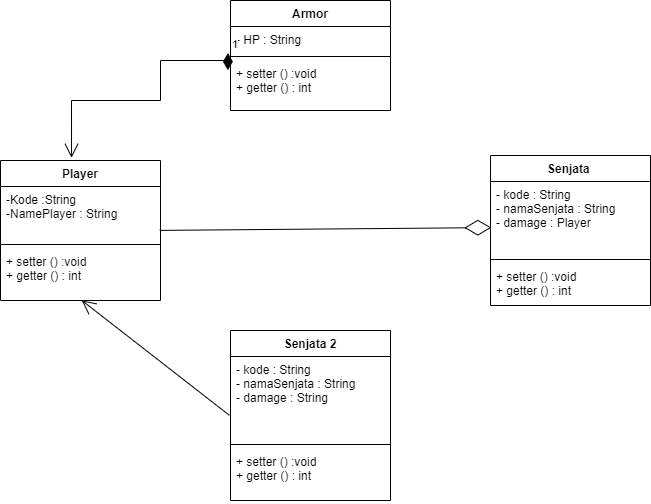 Armor
1
- HP : String
+ setter () :void
+ getter () : int
Player
-Kode :String
-NamePlayer : String
+ setter () :void
+ getter () : int
Senjata
- kode : String
- namaSenjata : String
- damage : Player
+ setter () :void
+ getter () : int
Senjata 2
- kode : String
- namaSenjata : String
- damage : String
+ setter () :void
+ getter () : int